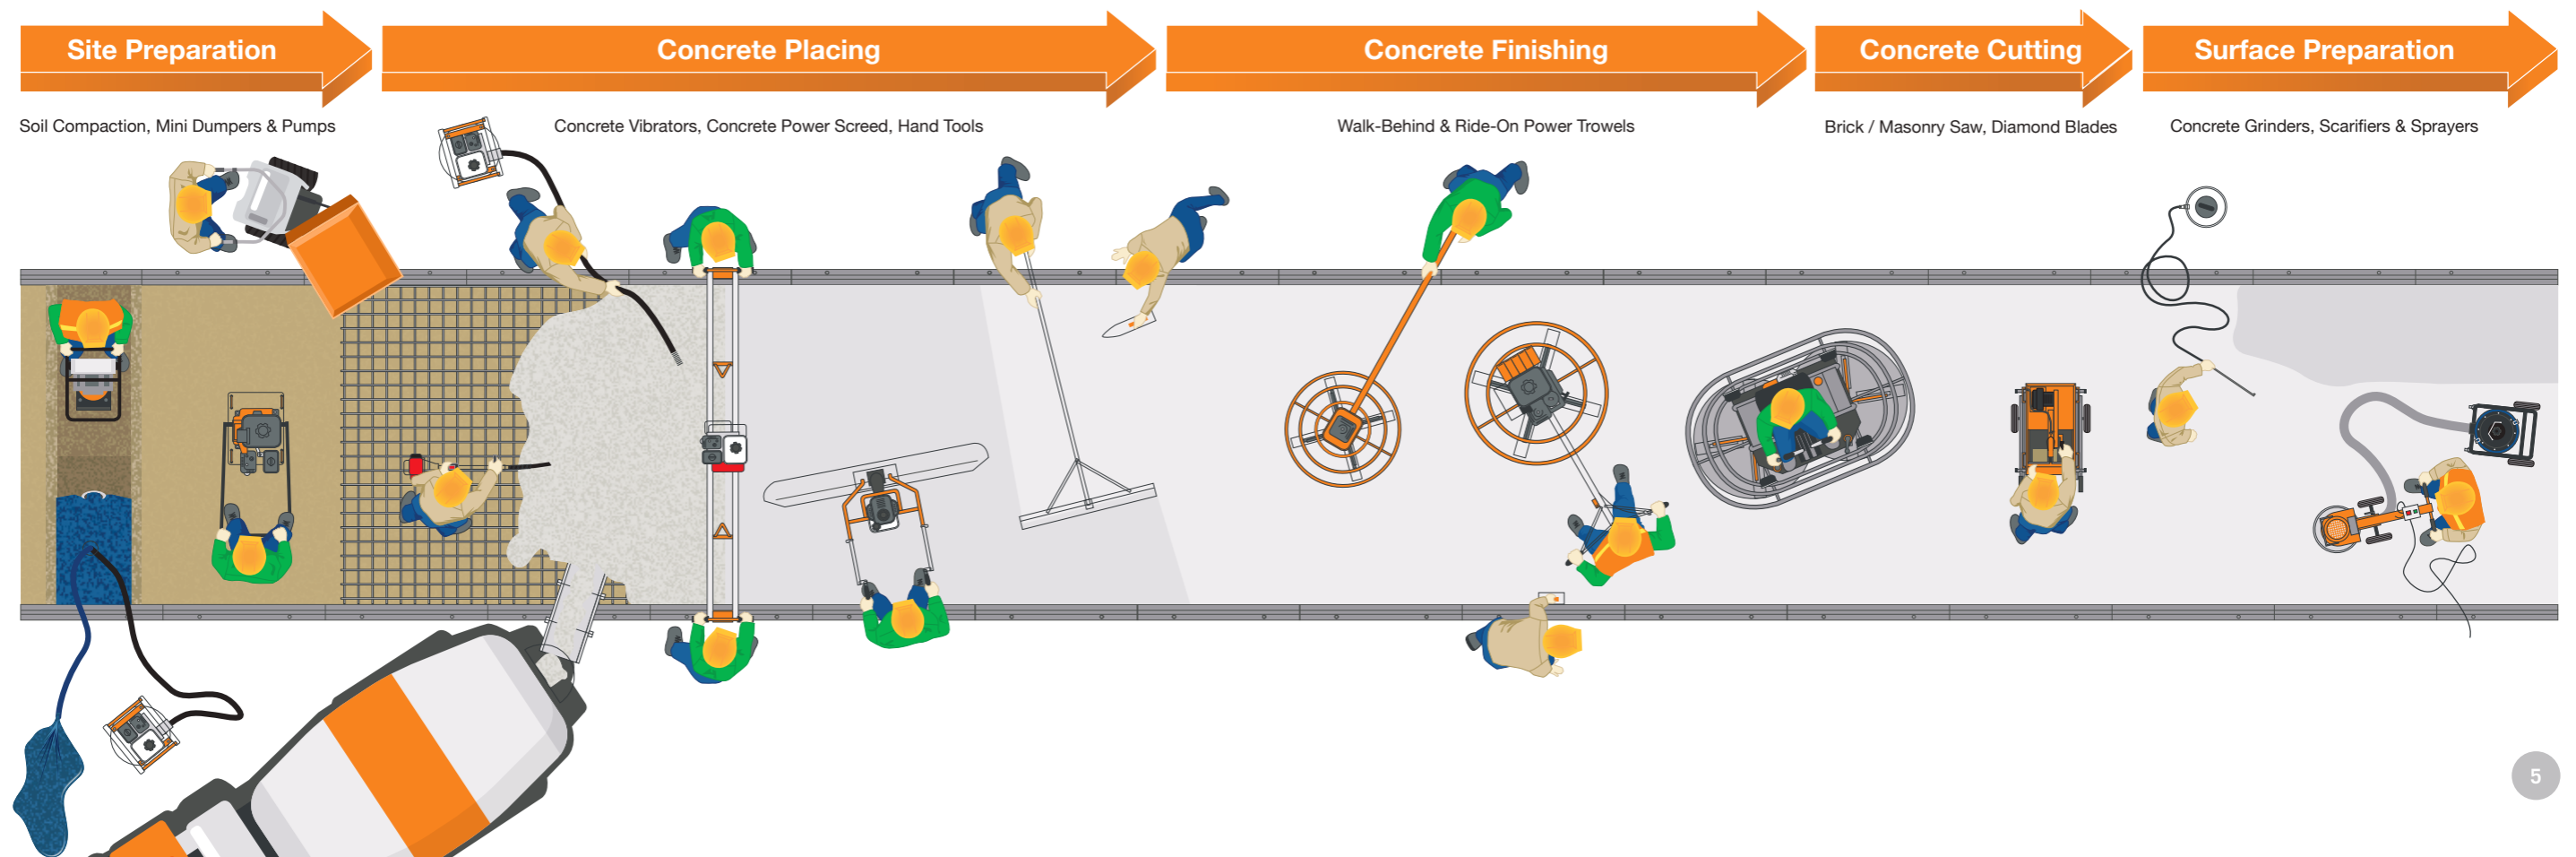 Site Preparation
Concrete Placing
Concrete Finishing
Concrete Cutting
Surface Preparation
Soil Compaction, Mini Dumpers & Pumps
Concrete Vibrators, Concrete Power Screed, Hand Tools
Walk-Behind & Ride-On Power Trowels
Brick / Masonry Saw, Diamond Blades
Concrete Grinders, Scarifiers & Sprayers
5